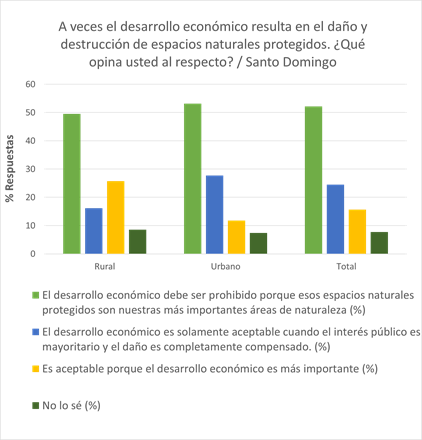 A veces el desarrollo económico resulta en el daño y
destrucción de espacios naturales protegidos. ¿Qué
opina usted al respecto? / Santo Domingo
% Respuestas
60
50
40
30
20
10
0
Rural
Urbano
Total
El desarrollo económico debe ser prohibido porque esos espacios naturales
protegidos son nuestras más importantes áreas de naturaleza (%)
El desarrollo económico es solamente aceptable cuando el interés público es
mayoritario y el daño es completamente compensado. (%)
Es aceptable porque el desarrollo económico es más importante (%)
No lo sé (%)